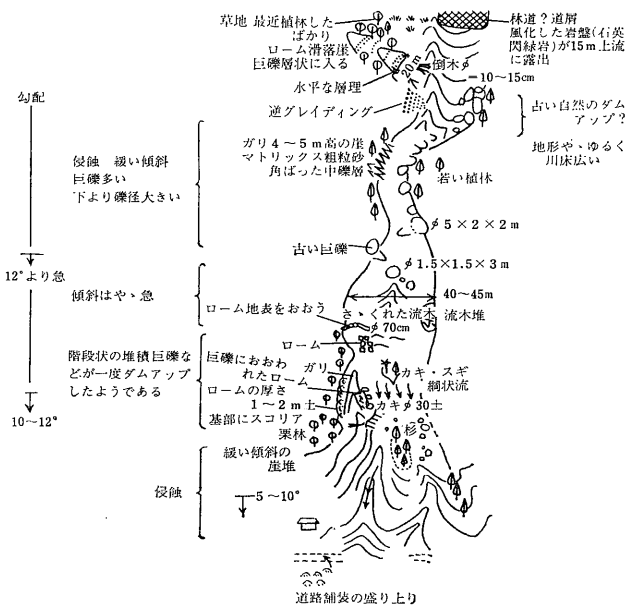 草地 最近植林した
ばかり
ローム滑落崖
巨礫層状に入る
水平な層理
逆グレイディング
20m
倒木φ
=10〜15cm
林道?道屑
風化した岩盤(石英
閃緑岩)が15m上流
に露出
古い自然のダム
アップ?
地形やゝゆるく
川床広い
勾配
侵蝕 緩い傾斜
巨礫多い
下より礫径大きい
ガリ4〜5m高の崖
マトリックス粗粒砂
角ばった中礫層
若い植林
φ5×2×2m
古い巨礫
φ1.5×1.5×3m
12°より急
傾斜はやゝ急
40〜45m
ローム地表をおおう
さゝくれた流木 流木堆
φ70cm
ローム
階段状の堆積巨礫な
どが一度ダムアップ
したようである
巨礫におおわ
れたローム
ガリ
ロームの厚さ
1〜2m±
基部にスコリア
栗林
カキ・スギ
網状流
カキφ30±
杉
10〜12°
緩い傾斜の
崖堆
侵蝕
5〜10°
道路舗装の盛り上り